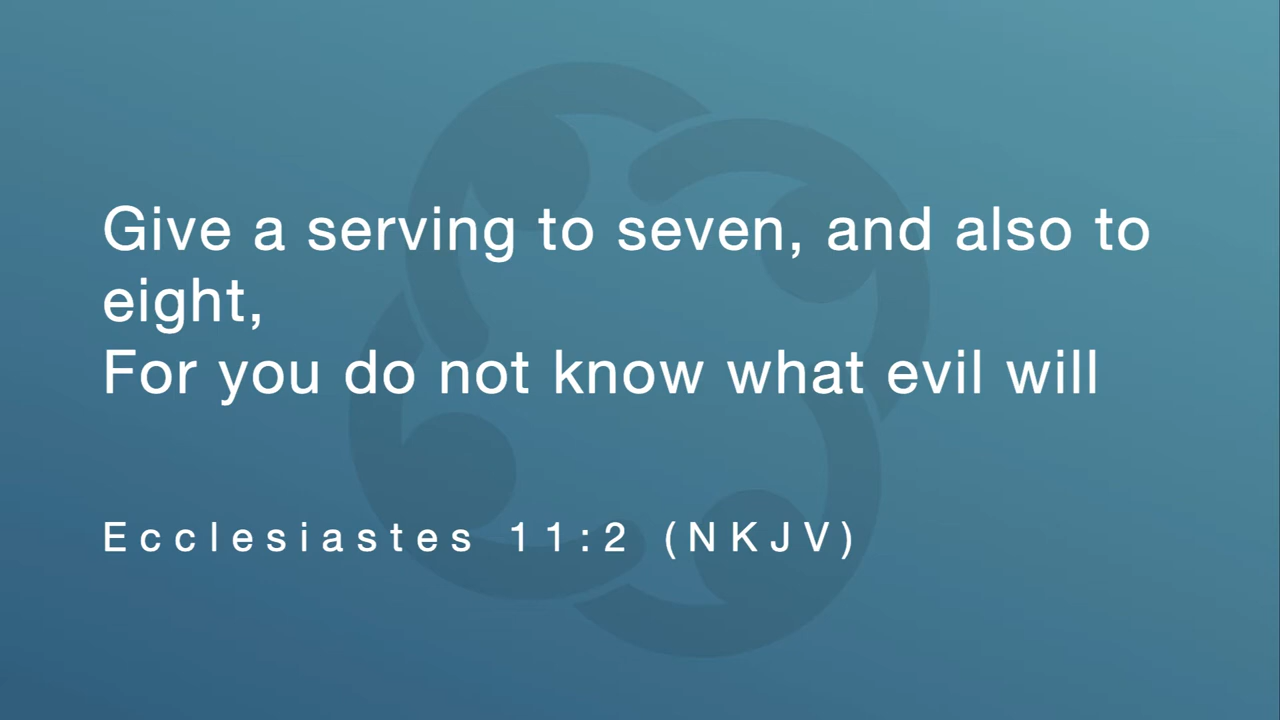 Give a serving to seven, and also to
eight,
For you do not know what evil will
Ecclesiastes 11:2 (NKJV)